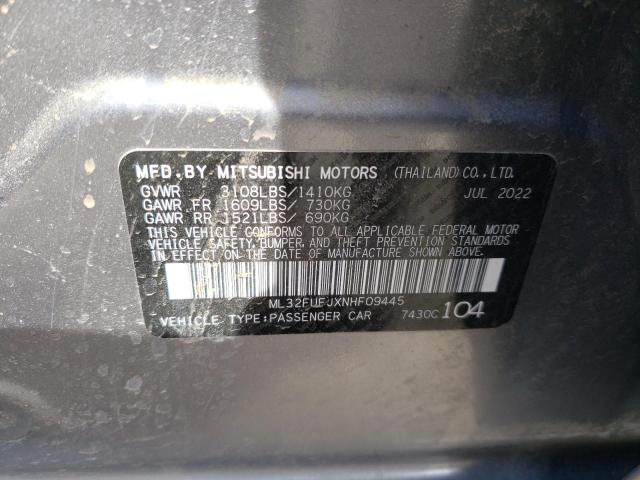 MFD.BY MITSUBISHI MOTORS (THAILAND)CO.,LTD.
GVWR 3108LBS/1410KG JUL 2022
GAWR FR 1609LBS/ 730KG
GAWR RR 1521LBS/ 690KG
THIS VEHICLE CONFORMS TO ALL APPLICABLE FEDERAL MOTOR
VEHICLE SAFETY, BUMPER, AND THEFT PREVENTION STANDARDS
IN EFFECT ON THE DATE OF MANUFACTURE SHOWN ABOVE.
ML32FUFJXNHF09445
VEHICLE TYPE:PASSENGER CAR 7430C 104